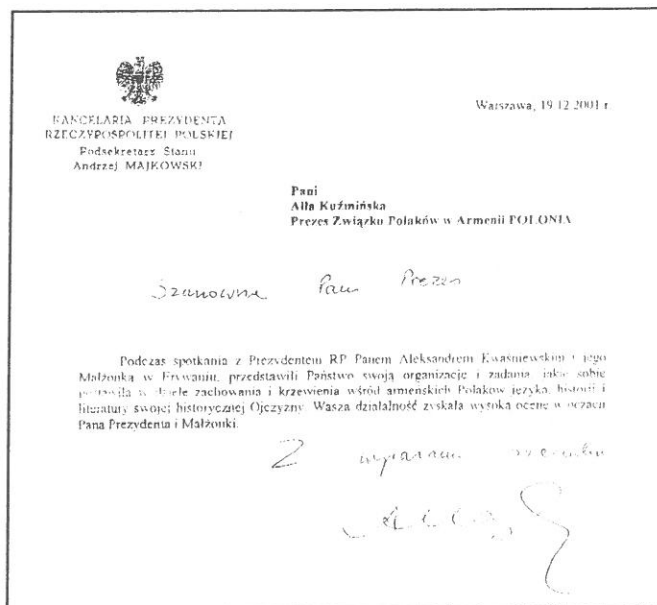 Warszawa, 19.12.2001 r.
KANCELARIA PREZYDENTA
RZECZYPOSPOLITEJ POLSKIEJ
Podsekretarz Stanu
Andrzej MAJKOWSKI
Pani
Alla Kuźmińska
Prezes Związku Polaków w Armenii POLONIA
Szanowna Pani Prezes
Podczas spotkania z Prezydentem RP Panem Aleksandrem Kwaśniewskim i jego
Małżonką w Erywaniu, przedstawili Państwo swoją organizację i zadania, jakie sobie
postawiła w dziele zachowania i krzewienia wśród armeńskich Polaków języka, historii i
literatury swojej historycznej Ojczyzny. Wasza działalność zyskała wysoką ocenę w oczach
Pana Prezydenta i Małżonki.
Z wyrazami szacunku